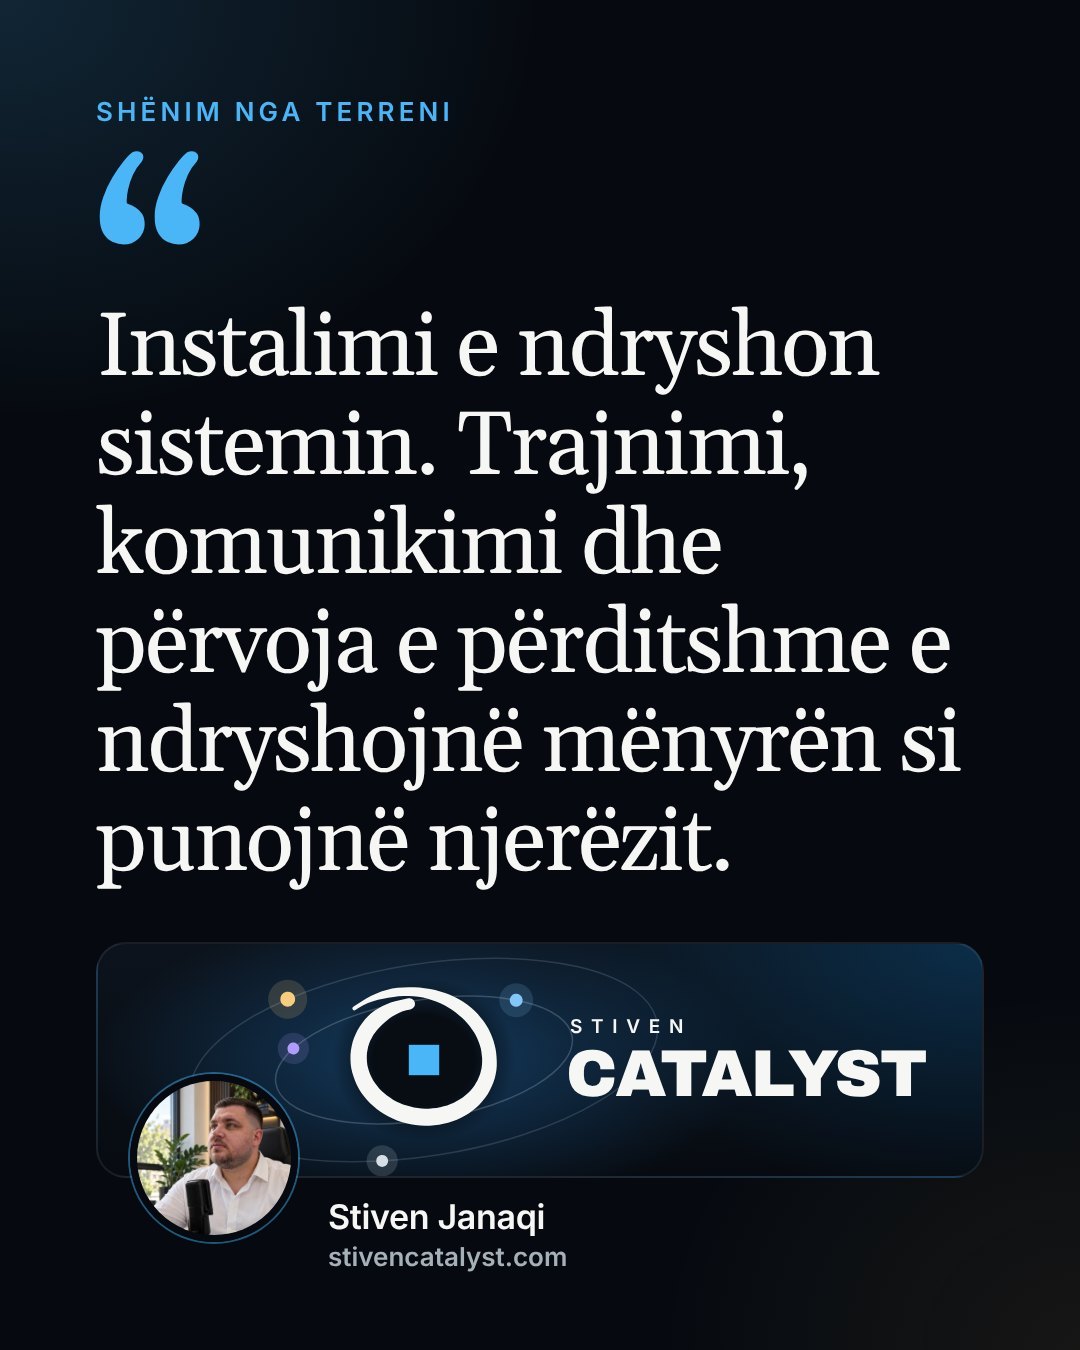 SHËNIM NGA TERRENI
“
Instalimi e ndryshon
sistemin. Trajnimi,
komunikimi dhe
përvoja e përditshme e
ndryshojnë mënyrën si
punojnë njerëzit.
STIVEN
CATALYST
Stiven Janaqi
stivencatalyst.com